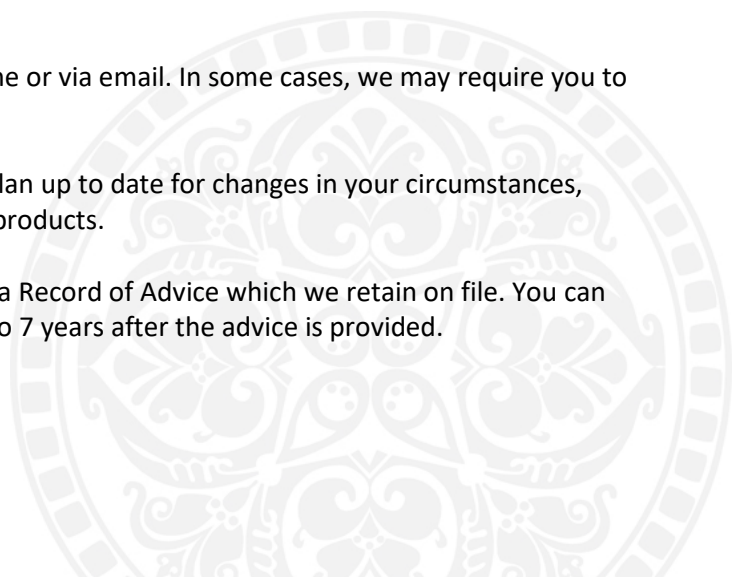 ne or via email. In some cases, we may require you to
lan up to date for changes in your circumstances,
products.
a Record of Advice which we retain on file. You can
o 7 years after the advice is provided.